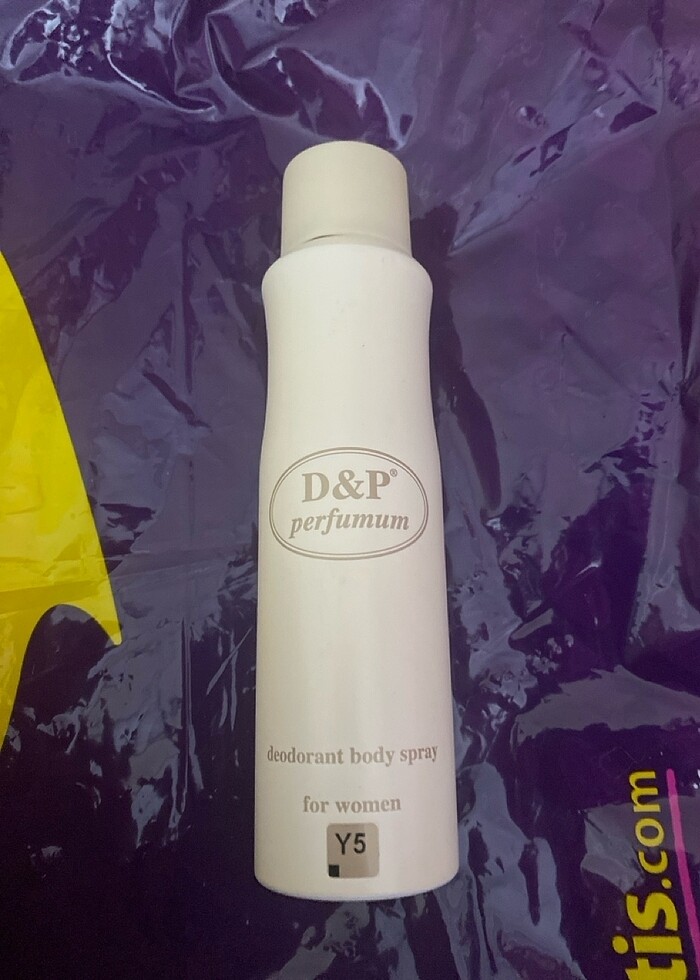 D&P®
perfumum
deodorant body spray
for women
Y5
tis.com